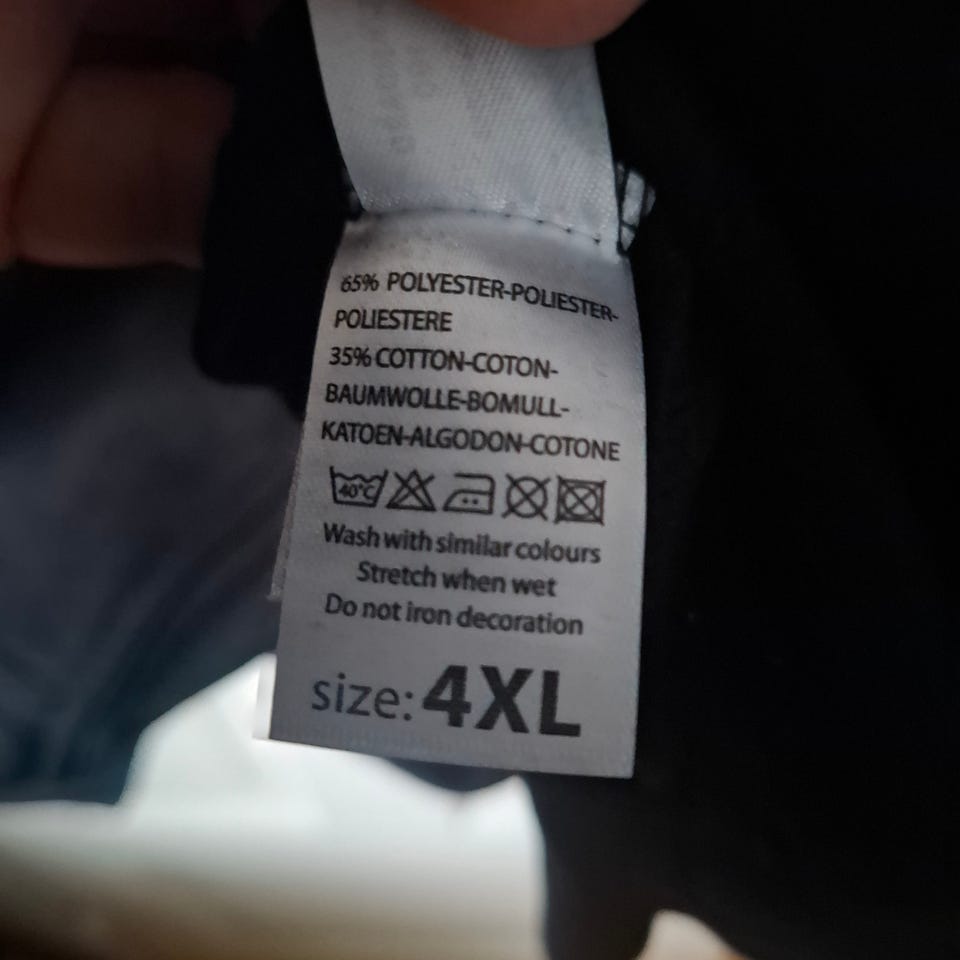 65% POLYESTER-POLIESTER-
POLIESTERE
35% COTTON-COTON-
BAUMWOLLE-BOMULL-
KATOEN-ALGODON-COTONE
40°C
Wash with similar colours
Stretch when wet
Do not iron decoration
size: 4XL